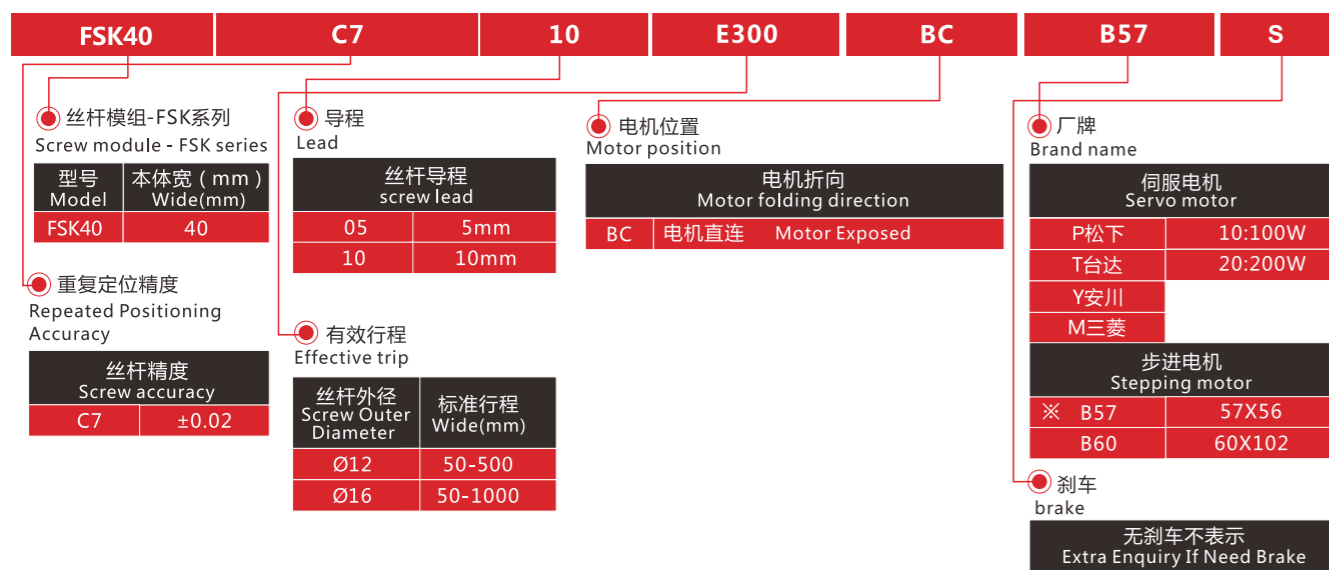 FSK40 C7 10 E300 BC B57 S
丝杆模组-FSK系列
Screw module - FSK series
型号 本体宽 ( mm )
Model Wide(mm)
FSK40 40
重复定位精度
Repeated Positioning
Accuracy
丝杆精度
Screw accuracy
C7 ±0.02
导程
Lead
丝杆导程
screw lead
05 5mm
10 10mm
有效行程
Effective trip
丝杆外径
Screw Outer
Diameter
标准行程
Wide(mm)
Ø12 50-500
Ø16 50-1000
电机位置
Motor position
电机折向
Motor folding direction
BC 电机直连 Motor Exposed
厂牌
Brand name
伺服电机
Servo motor
P松下 10:100W
T台达 20:200W
Y安川
M三菱
步进电机
Stepping motor
※ B57 57X56
B60 60X102
刹车
brake
无刹车不表示
Extra Enquiry If Need Brake